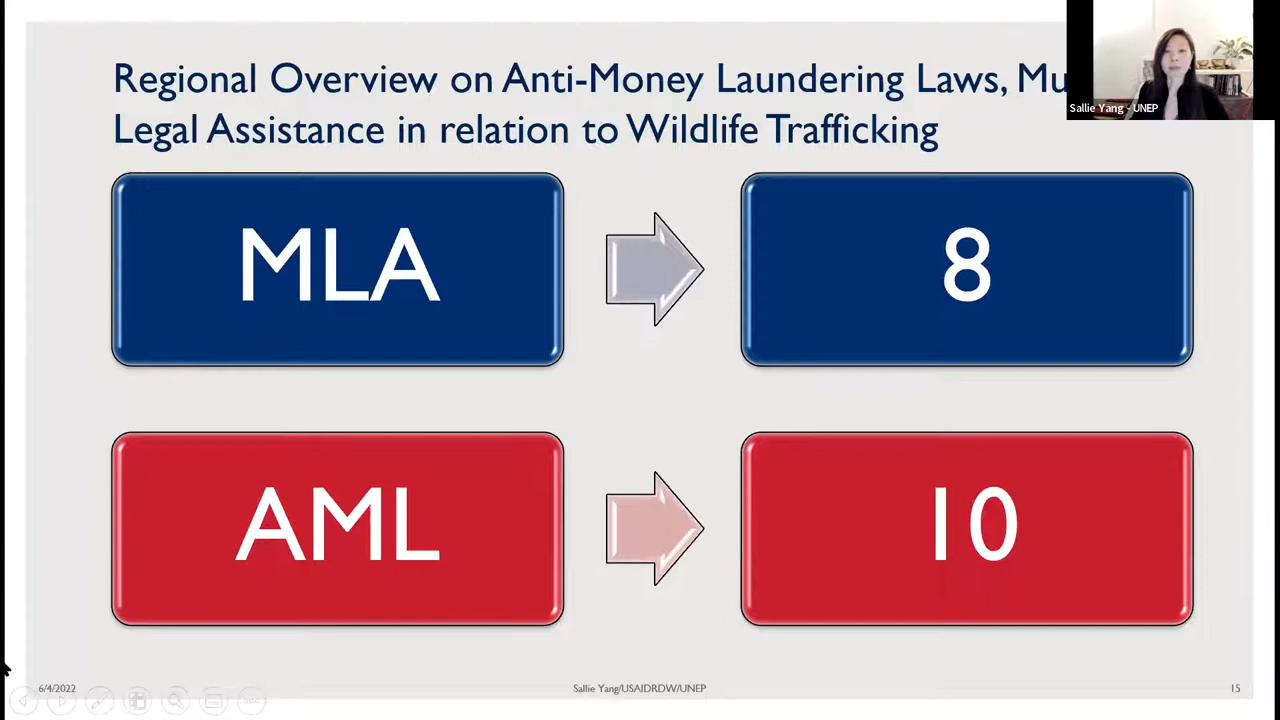 Regional Overview on Anti-Money Laundering Laws, Mu
Legal Assistance in relation to Wildlife Trafficking
Sallie Yang - UNEP
MLA
8
AML
10
6/4/2022
Sallie Yang/USAIDRDW/UNEP
15